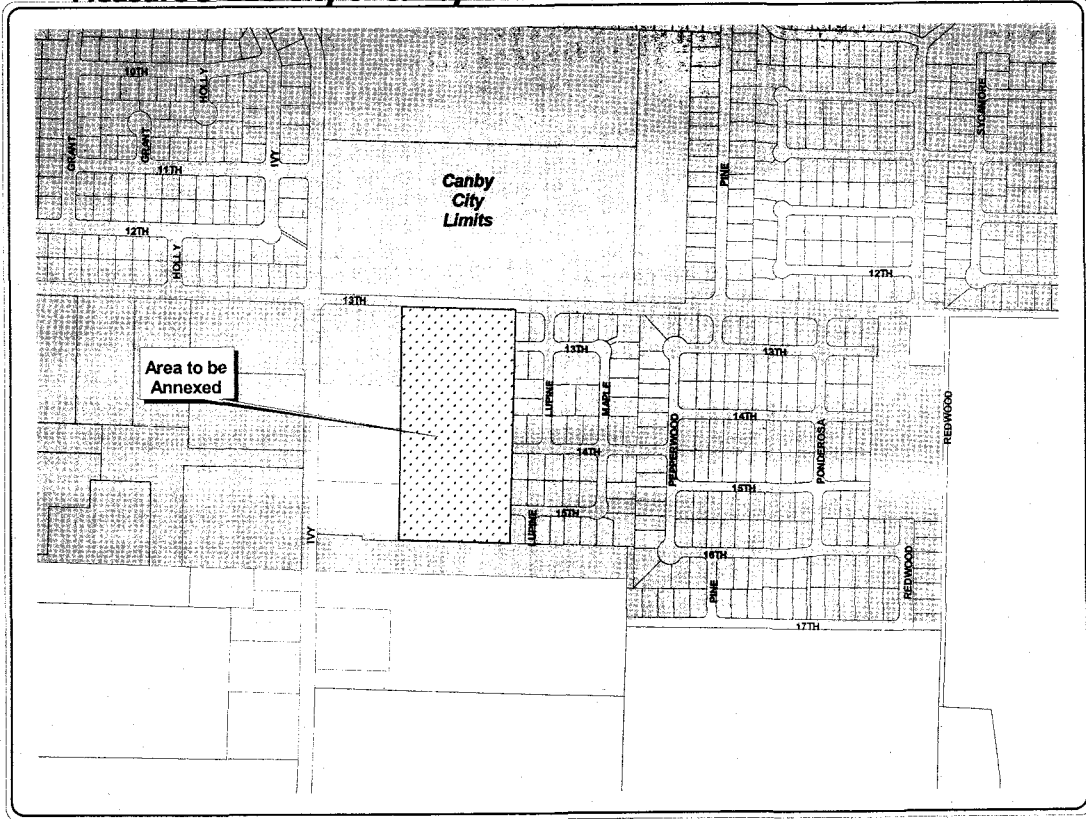 10TH
HOLLY
GRANT
GRANT
IVY
11TH
12TH
HOLLY
Canby
City
Limits
PINE
SYCAMORE
12TH
13TH
Area to be
Annexed
13TH
13TH
LUPINE
MAPLE
14TH
14TH
PEPPERWOOD
PONDEROSA
REDWOOD
15TH
15TH
LUPINE
IVY
16TH
PINE
REDWOOD
17TH